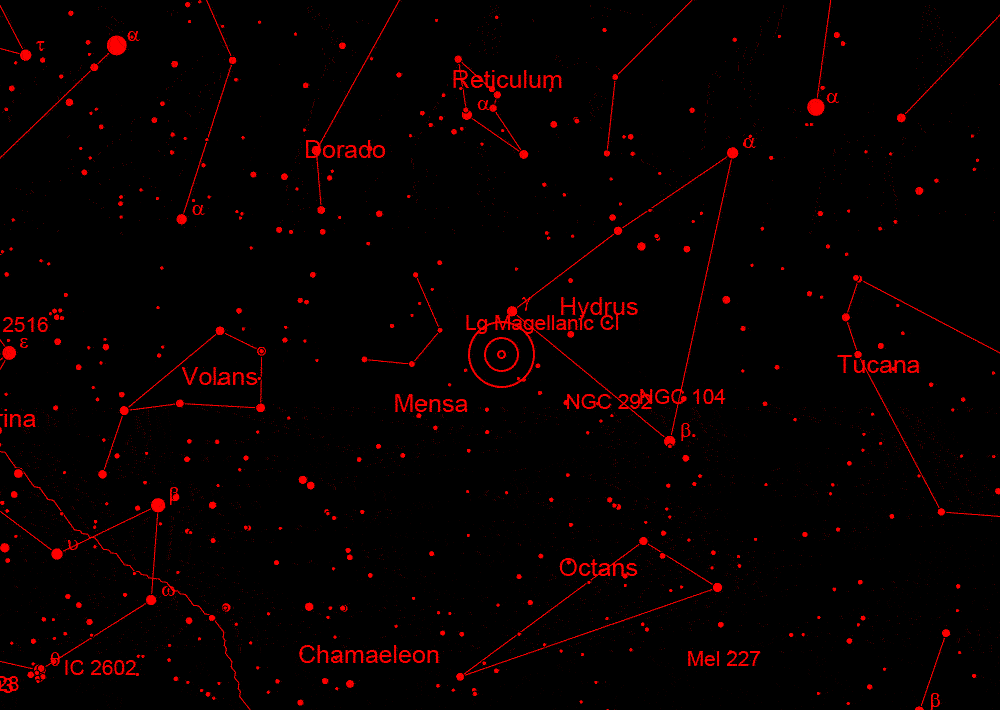 τ
α
Reticulum
α
α
Dorado
α
α
γ
Hydrus
Lg Magellanic Cl
2516
ε
Volans
Tucana
Mensa
NGC 292
NGC 104
rina
β
β
υ
Octans
ω
Chamaeleon
θ
IC 2602
Mel 227
β